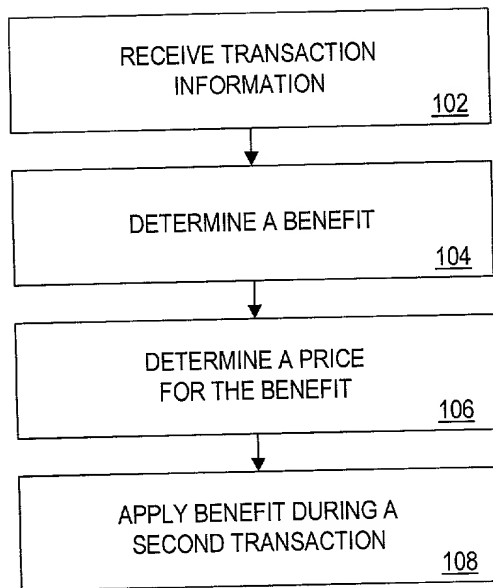 RECEIVE TRANSACTION
INFORMATION
102
DETERMINE A BENEFIT
104
DETERMINE A PRICE
FOR THE BENEFIT
106
APPLY BENEFIT DURING A
SECOND TRANSACTION
108